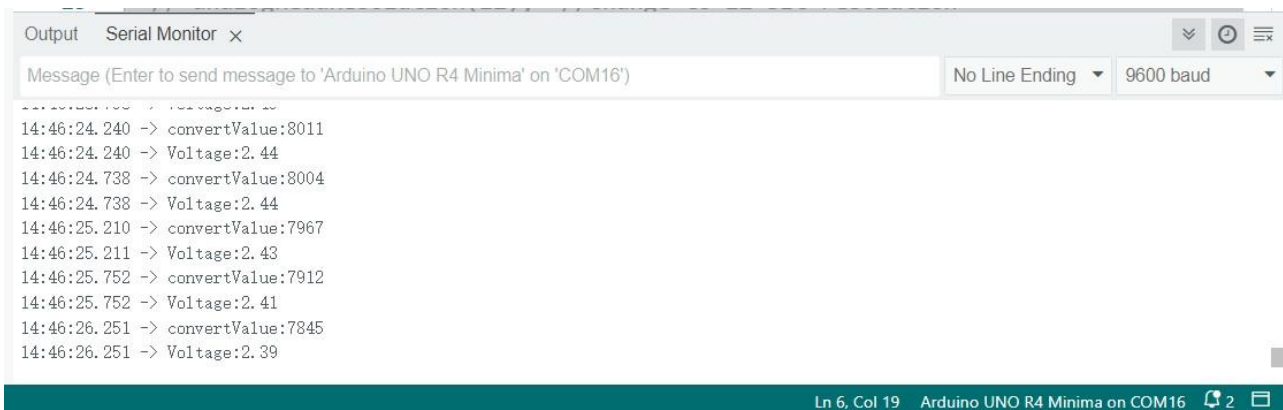 Output Serial Monitor ×
Message (Enter to send message to 'Arduino UNO R4 Minima' on 'COM16') No Line Ending 9600 baud
14:46:24.240 -> convertValue:8011
14:46:24.240 -> Voltage:2.44
14:46:24.738 -> convertValue:8004
14:46:24.738 -> Voltage:2.44
14:46:25.210 -> convertValue:7967
14:46:25.211 -> Voltage:2.43
14:46:25.752 -> convertValue:7912
14:46:25.752 -> Voltage:2.41
14:46:26.251 -> convertValue:7845
14:46:26.251 -> Voltage:2.39
Ln 6, Col 19 Arduino UNO R4 Minima on COM16 2